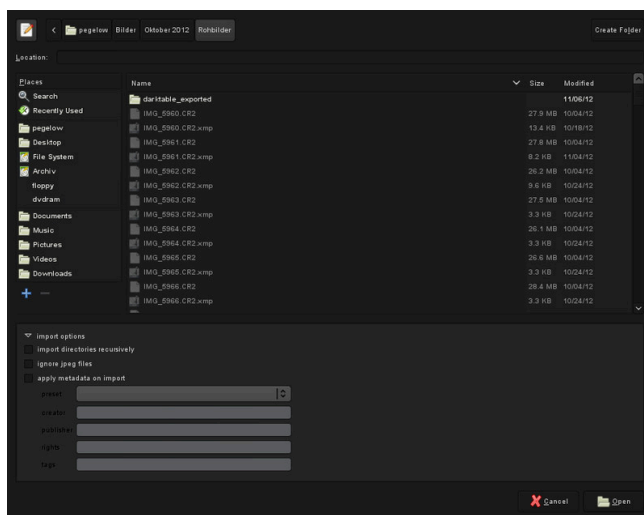 pegelow Bilder Oktober 2012 Rohbilder Create Folder
Location:
Places
Search
Recently Used
pegelow
Desktop
File System
Archiv
floppy
dvdram
Documents
Music
Pictures
Videos
Downloads
Name Size Modified
darktable_exported 11/06/12
IMG_5960.CR2 27.9 MB 10/04/12
IMG_5960.CR2.xmp 13.4 KB 10/18/12
IMG_5961.CR2 27.8 MB 10/04/12
IMG_5961.CR2.xmp 8.2 KB 11/04/12
IMG_5962.CR2 26.2 MB 10/04/12
IMG_5962.CR2.xmp 9.6 KB 10/24/12
IMG_5963.CR2 27.5 MB 10/04/12
IMG_5963.CR2.xmp 3.3 KB 10/24/12
IMG_5964.CR2 26.1 MB 10/04/12
IMG_5964.CR2.xmp 3.3 KB 10/24/12
IMG_5965.CR2 26.6 MB 10/04/12
IMG_5965.CR2.xmp 3.3 KB 10/24/12
IMG_5966.CR2 28.4 MB 10/04/12
IMG_5966.CR2.xmp 3.3 KB 10/24/12
import options
import directories recursively
ignore jpeg files
apply metadata on import
preset
creator
publisher
rights
tags
Cancel Open